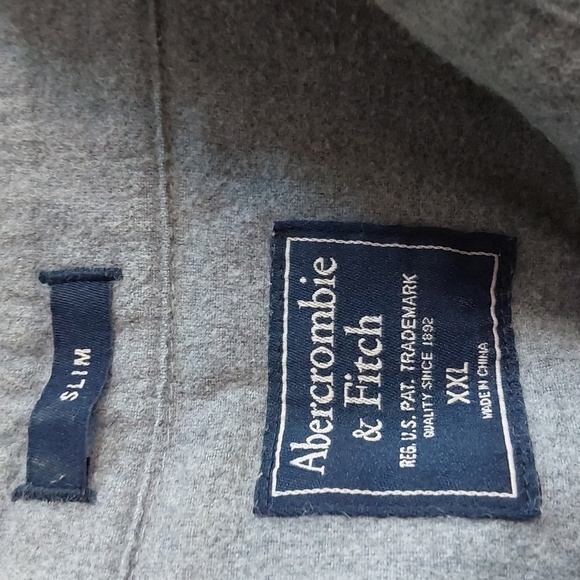 SLIM
Abercrombie
& Fitch
REG. U.S. PAT. TRADEMARK
QUALITY SINCE 1892
XXL
MADE IN CHINA